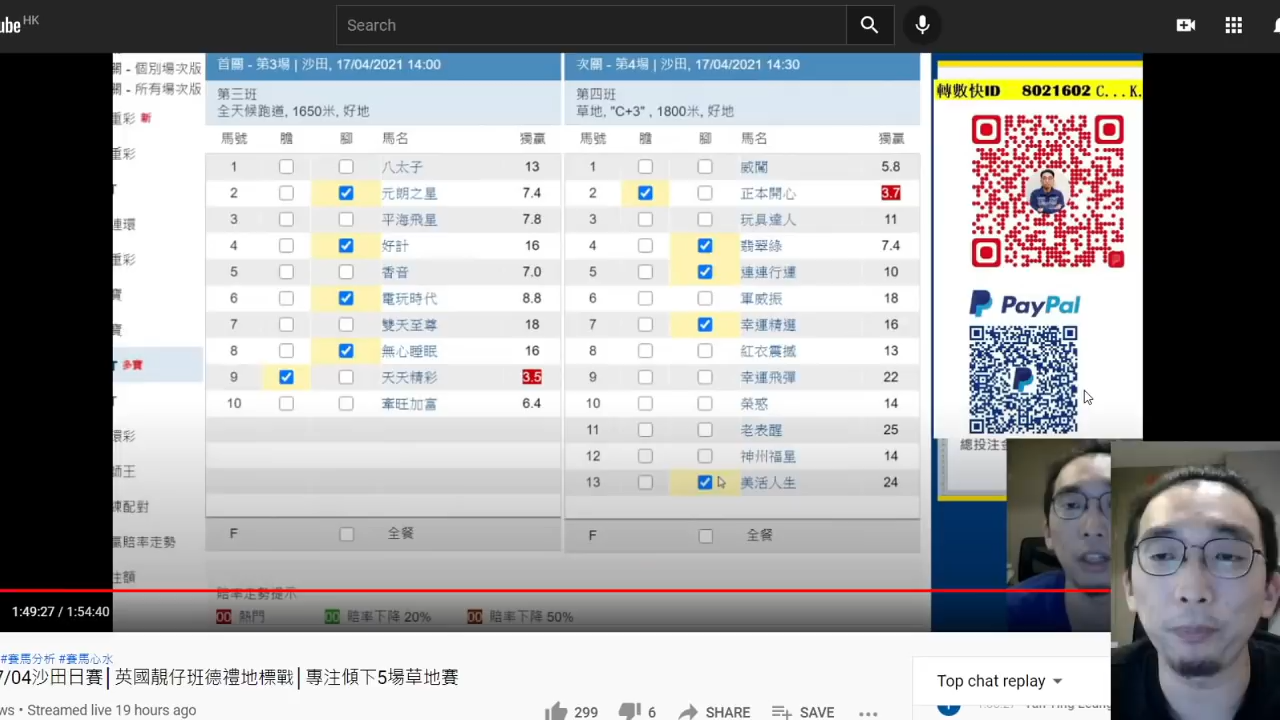 ube HK
Search
關 - 個別場次版
關 - 所有場次版
重彩 新
重彩
T
連環
重彩
寶
寶
T 多寶
T
環彩
師王
練配對
贏賠率走勢
注額
首關 - 第3場 | 沙田, 17/04/2021 14:00
第三班
全天候跑道, 1650米, 好地
馬號 膽 腳 馬名 獨贏
1 八太子 13
2 元朗之星 7.4
3 平海飛星 7.8
4 好計 16
5 香音 7.0
6 電玩時代 8.8
7 雙天至尊 18
8 無心睡眠 16
9 天天精彩 3.5
10 牽旺加富 6.4
F 全餐
次關 - 第4場 | 沙田, 17/04/2021 14:30
第四班
草地, "C+3" , 1800米, 好地
馬號 膽 腳 馬名 獨贏
1 威闖 5.8
2 正本開心 3.7
3 玩具達人 11
4 翡翠綠 7.4
5 連連行運 10
6 軍威振 18
7 幸運精選 16
8 紅衣震撼 13
9 幸運飛彈 22
10 榮惑 14
11 老表醒 25
12 神州福星 14
13 美活人生 24
F 全餐
賠率走勢提示
00 熱門 00 賠率下降 20% 00 賠率下降 50%
轉數快ID 8021602 C...K.
PayPal
總投注金
1:49:27 / 1:54:40
#賽馬分析 #賽馬心水
7/04沙田日賽│英國靚仔班德禮地標戰│專注傾下5場草地賽
ws • Streamed live 19 hours ago
299 6 SHARE SAVE
Top chat replay